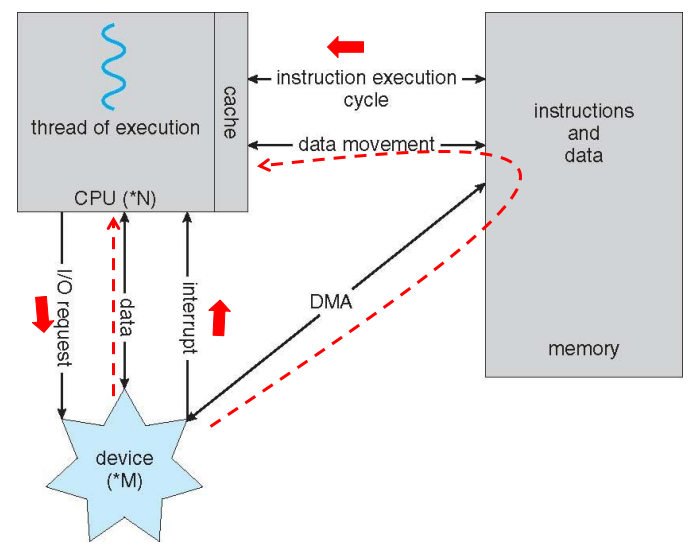 instruction execution
cycle
cache
thread of execution
data movement
instructions
and
data
CPU (*N)
I/O request
data
interrupt
DMA
memory
device
(*M)